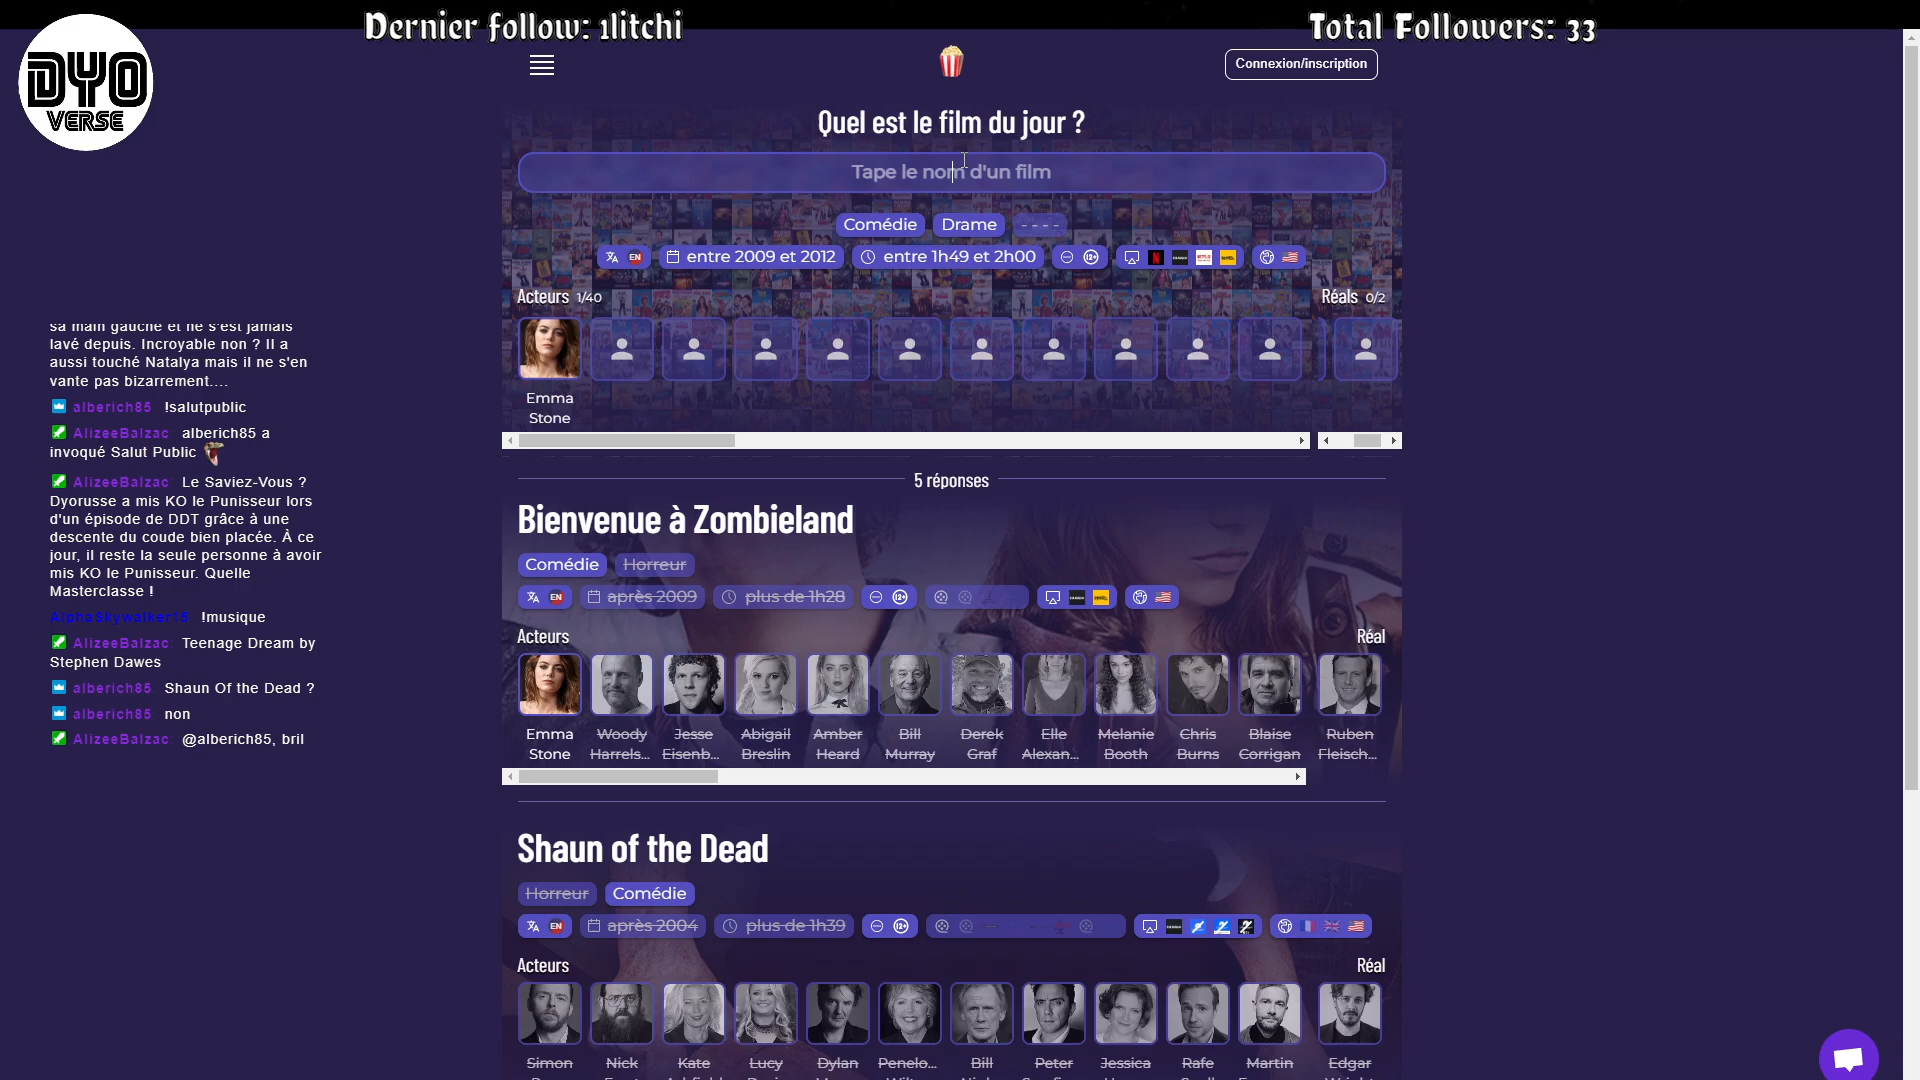 Dernier follow: 1litchi
Total Followers: 33
DYO
VERSE
Connexion/inscription
Quel est le film du jour ?
Tape le nom d'un film
Comédie
Drame
- - - -
EN
entre 2009 et 2012
entre 1h49 et 2h00
12+
Acteurs 1/40
Réals 0/2
Emma
Stone
5 réponses
Bienvenue à Zombieland
Comédie
Horreur
EN
après 2009
plus de 1h28
12+
Acteurs
Réal
Emma
Stone
Woody
Harrels...
Jesse
Eisenb...
Abigail
Breslin
Amber
Heard
Bill
Murray
Derek
Graf
Elle
Alexan...
Melanie
Booth
Chris
Burns
Blaise
Corrigan
Ruben
Fleisch...
Shaun of the Dead
Horreur
Comédie
EN
après 2004
plus de 1h39
12+
Acteurs
Réal
Simon
Nick
Kate
Lucy
Dylan
Penelo...
Bill
Peter
Jessica
Rafe
Martin
Edgar
sa main gauche et ne s'est jamais
lavé depuis. Incroyable non ? Il a
aussi touché Natalya mais il ne s'en
vante pas bizarrement....
alberich85 !salutpublic
AlizeeBalzac alberich85 a
invoqué Salut Public
AlizeeBalzac Le Saviez-Vous ?
Dyorusse a mis KO le Punisseur lors
d'un épisode de DDT grâce à une
descente du coude bien placée. À ce
jour, il reste la seule personne à avoir
mis KO le Punisseur. Quelle
Masterclasse !
AlphaSkywalker15 !musique
AlizeeBalzac Teenage Dream by
Stephen Dawes
alberich85 Shaun Of the Dead ?
alberich85 non
AlizeeBalzac @alberich85, bril